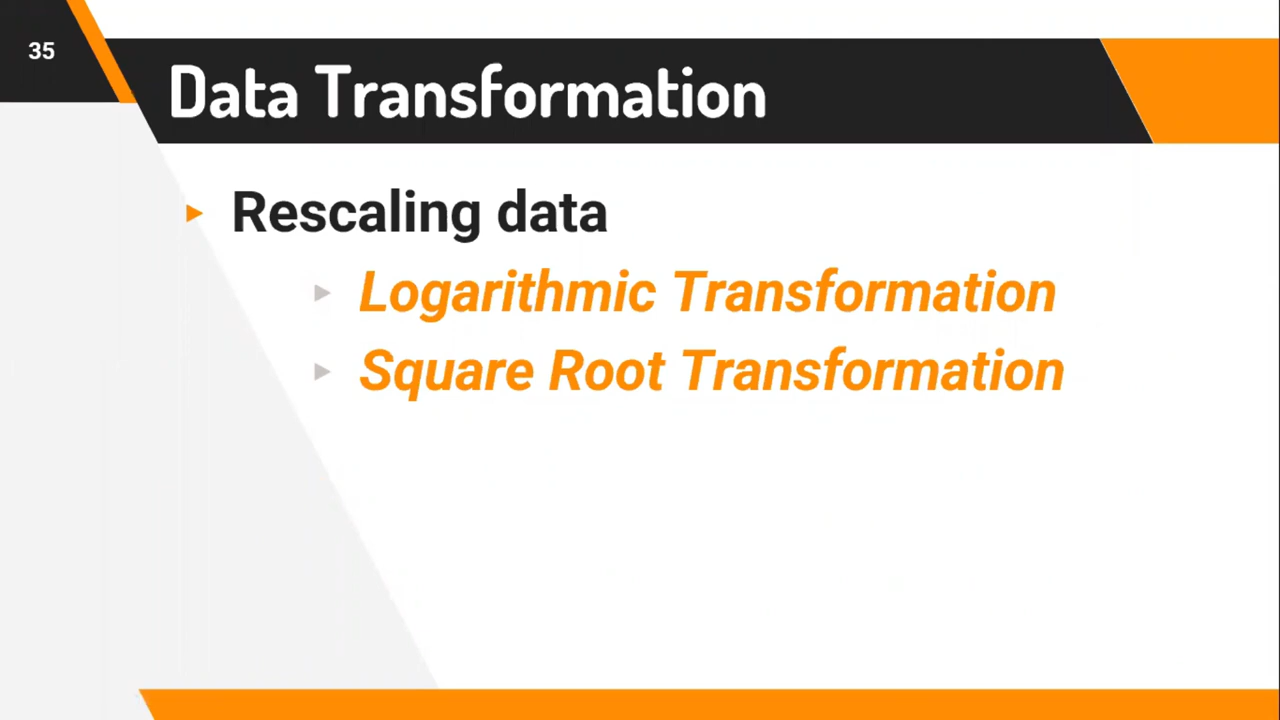 35
Data Transformation
Rescaling data
Logarithmic Transformation
Square Root Transformation